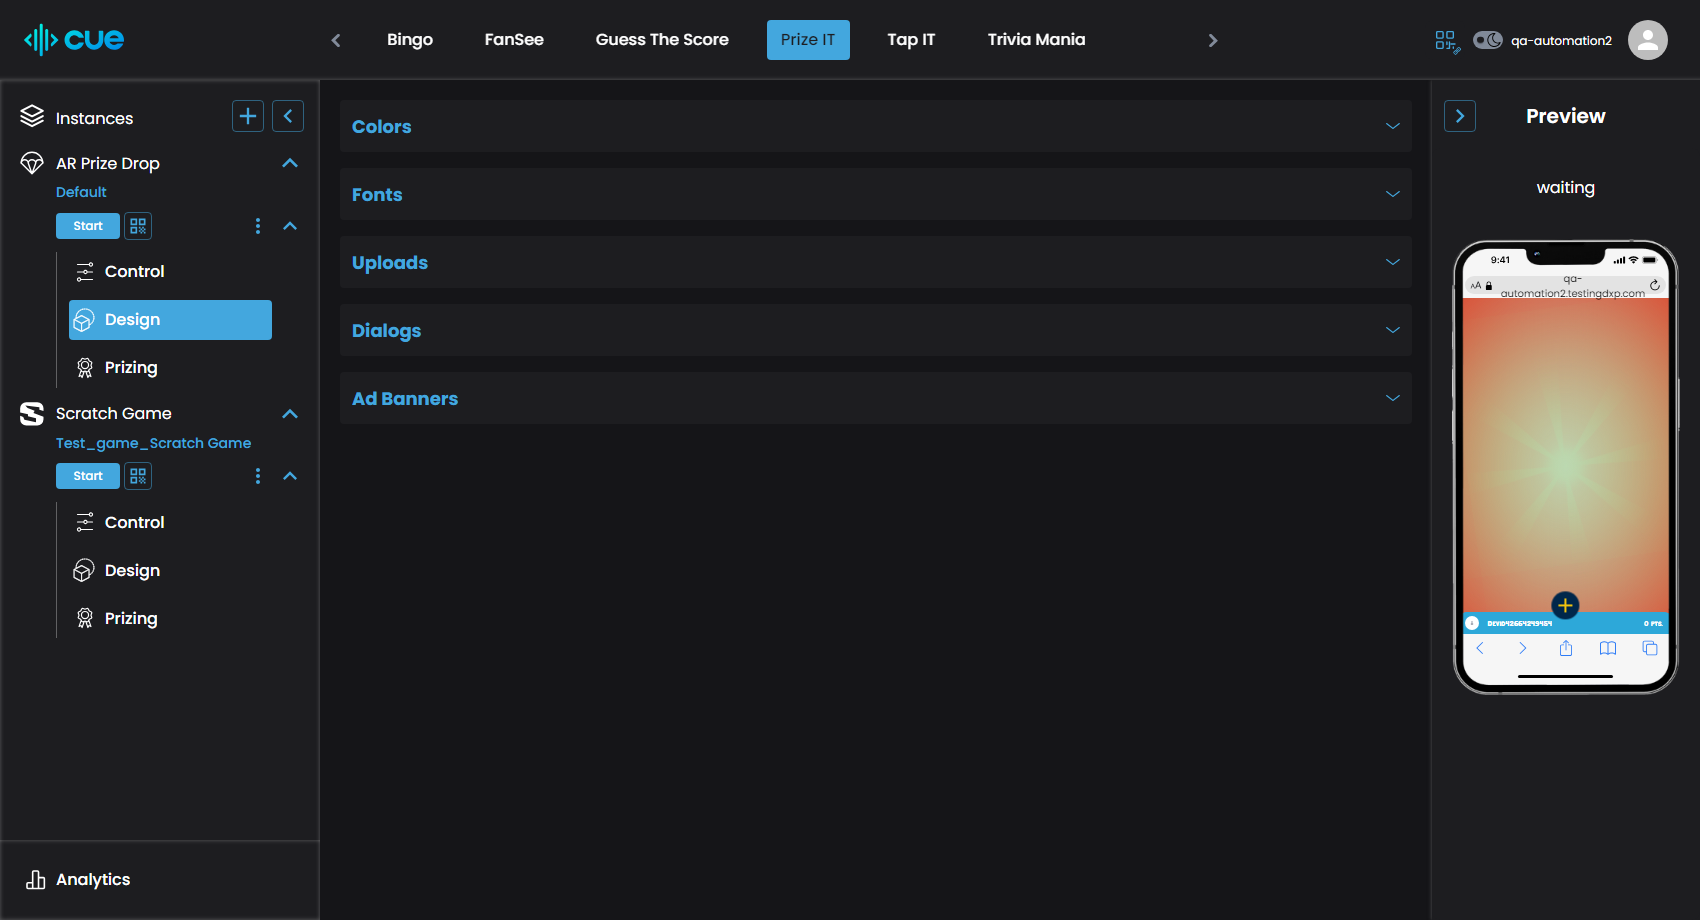 cue
Bingo
FanSee
Guess The Score
Prize IT
Tap IT
Trivia Mania
qa-automation2
Instances
AR Prize Drop
Default
Start
Control
Design
Prizing
Scratch Game
Test_game_Scratch Game
Start
Control
Design
Prizing
Analytics
Colors
Fonts
Uploads
Dialogs
Ad Banners
Preview
waiting
9:41
AA
qa-
automation2.testingdxp.com
0 PTS.